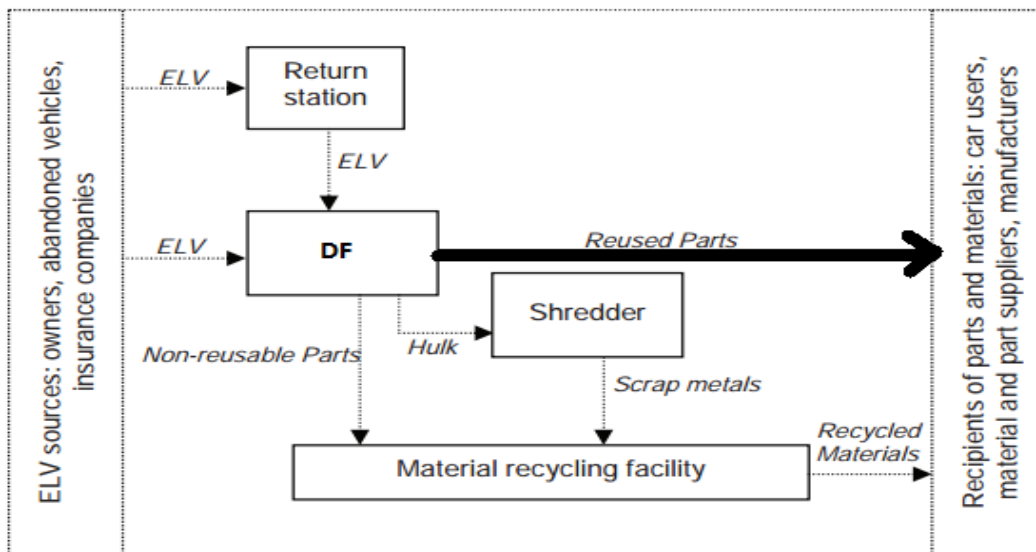 ELV sources: owners, abandoned vehicles,
insurance companies
ELV
Return
station
ELV
ELV
DF
Reused Parts
Shredder
Hulk
Non-reusable Parts
Scrap metals
Material recycling facility
Recycled
Materials
Recipients of parts and materials: car users,
material and part suppliers, manufacturers